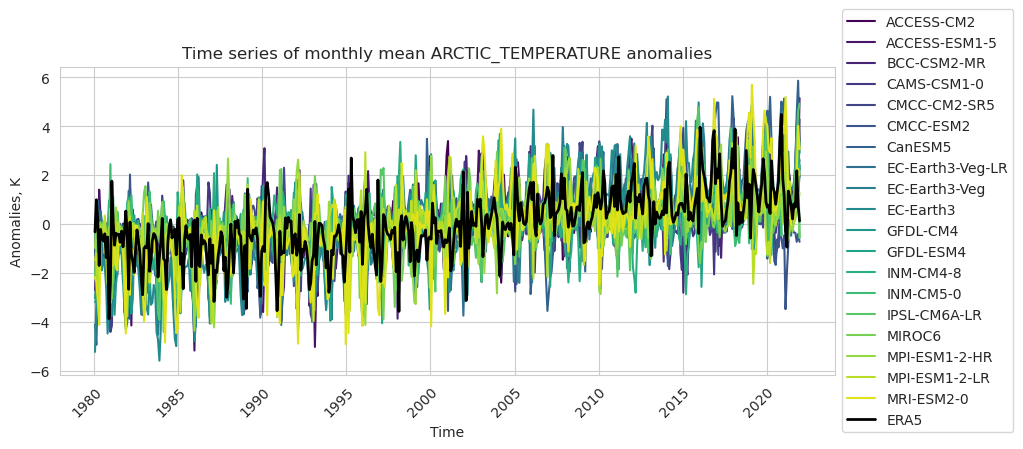 Time series of monthly mean ARCTIC_TEMPERATURE anomalies
Anomalies, K
6
4
2
0
−2
−4
−6
1980
1985
1990
1995
2000
2005
2010
2015
2020
Time
ACCESS-CM2
ACCESS-ESM1-5
BCC-CSM2-MR
CAMS-CSM1-0
CMCC-CM2-SR5
CMCC-ESM2
CanESM5
EC-Earth3-Veg-LR
EC-Earth3-Veg
EC-Earth3
GFDL-CM4
GFDL-ESM4
INM-CM4-8
INM-CM5-0
IPSL-CM6A-LR
MIROC6
MPI-ESM1-2-HR
MPI-ESM1-2-LR
MRI-ESM2-0
ERA5